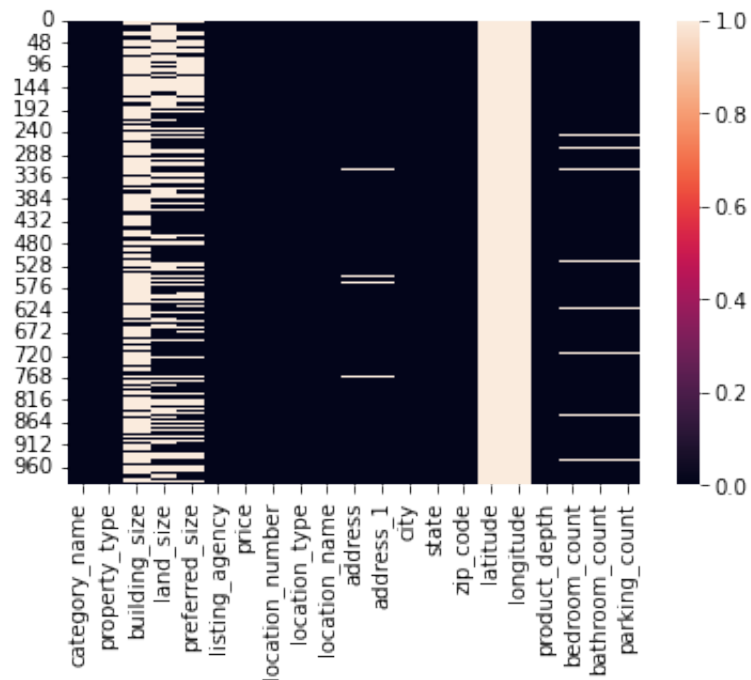 0
48
96
144
192
240
288
336
384
432
480
528
576
624
672
720
768
816
864
912
960
1.0
0.8
0.6
0.4
0.2
0.0
category_name
property_type
building_size
land_size
preferred_size
listing_agency
price
location_number
location_type
location_name
address
address_1
city
state
zip_code
latitude
longitude
product_depth
bedroom_count
bathroom_count
parking_count